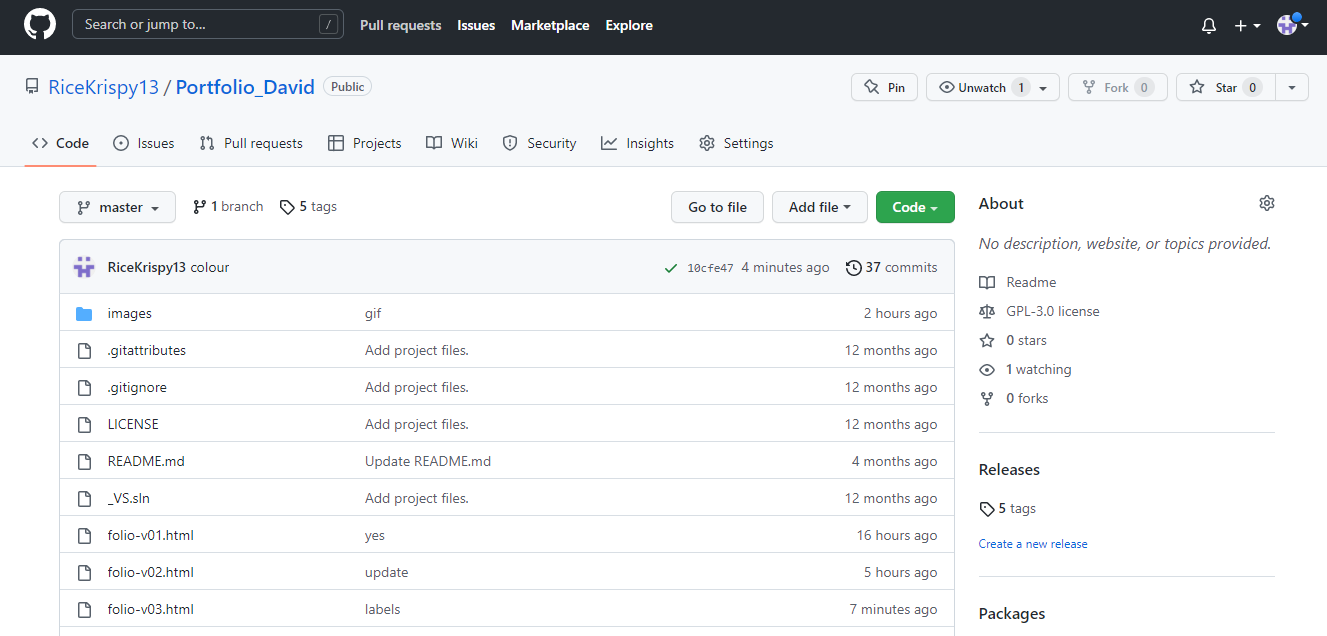 Search or jump to... / Pull requests Issues Marketplace Explore
RiceKrispy13 / Portfolio_David Public Pin Unwatch 1 Fork 0 Star 0
Code Issues Pull requests Projects Wiki Insights Security Settings
master 1 branch 5 tags Go to file Add file Code
RiceKrispy13 colour 10cfe47 4 minutes ago 37 commits
images gif 2 hours ago
.gitattributes Add project files. 12 months ago
.gitignore Add project files. 12 months ago
LICENSE Add project files. 12 months ago
README.md Update README.md 4 months ago
_VS.sln Add project files. 12 months ago
folio-v01.html yes 16 hours ago
folio-v02.html update 5 hours ago
folio-v03.html labels 7 minutes ago
About
No description, website, or topics provided.
Readme
GPL-3.0 license
0 stars
1 watching
0 forks
Releases
5 tags
Create a new release
Packages